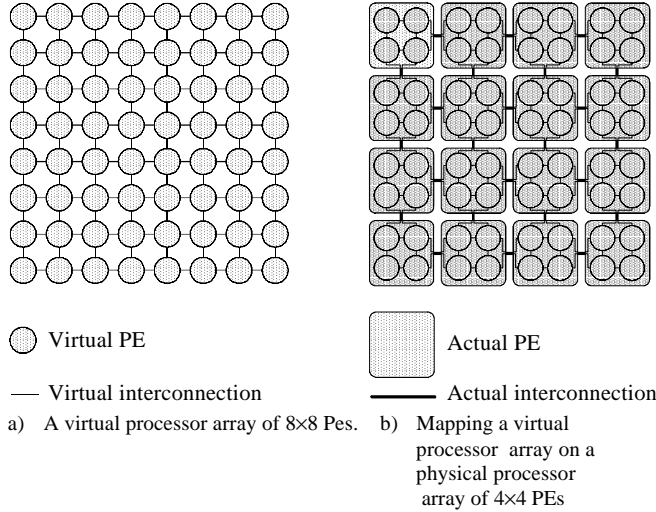 Virtual PE
Actual PE
Virtual interconnection
Actual interconnection
a) A virtual processor array of 8×8 Pes.
b) Mapping a virtual
processor array on a
physical processor
array of 4×4 PEs